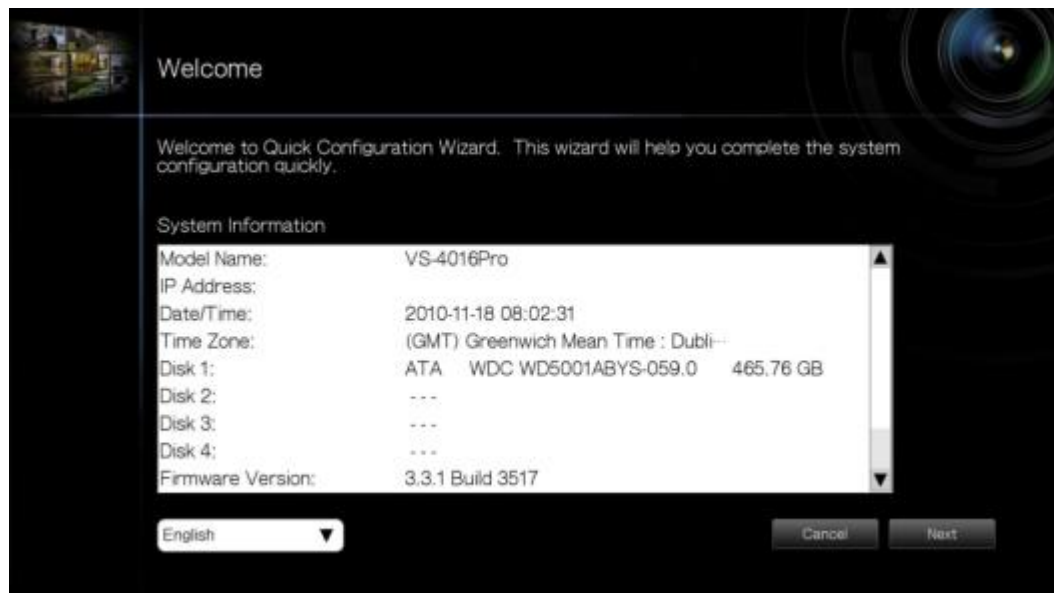 Welcome
Welcome to Quick Configuration Wizard. This wizard will help you complete the system
configuration quickly.
System Information
Model Name: VS-4016Pro
IP Address:
Date/Time: 2010-11-18 08:02:31
Time Zone: (GMT) Greenwich Mean Time : Dubli...
Disk 1: ATA WDC WD5001ABYS-059.0 465.76 GB
Disk 2: ---
Disk 3: ---
Disk 4: ---
Firmware Version: 3.3.1 Build 3517
English Cancel Next